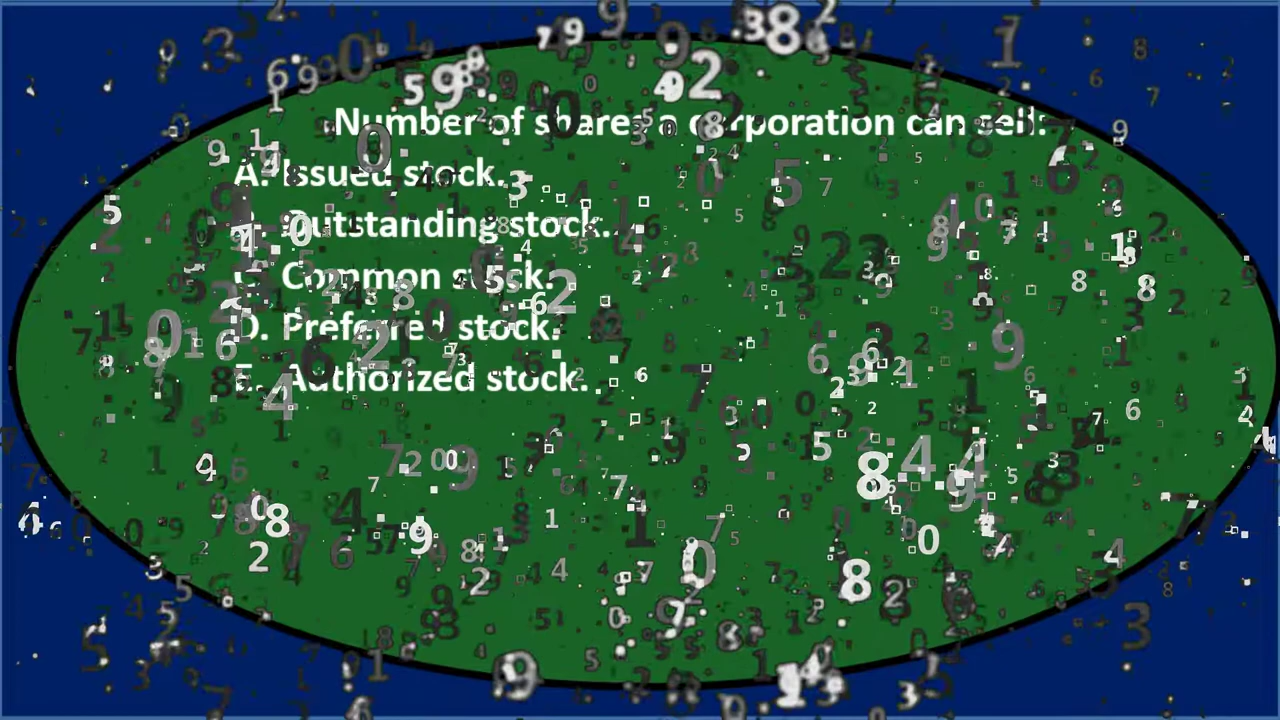 Number of shares a corporation can sell:
A. Issued stock.
B. Outstanding stock.
C. Common stock.
D. Preferred stock.
E. Authorized stock.